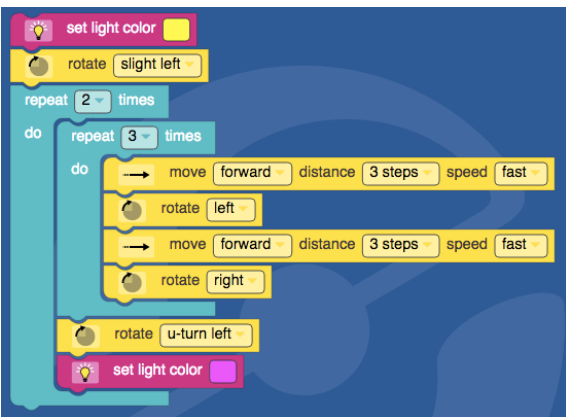 set light color
rotate slight left
repeat 2 times
do repeat 3 times
do move forward distance 3 steps speed fast
rotate left
move forward distance 3 steps speed fast
rotate right
rotate u-turn left
set light color